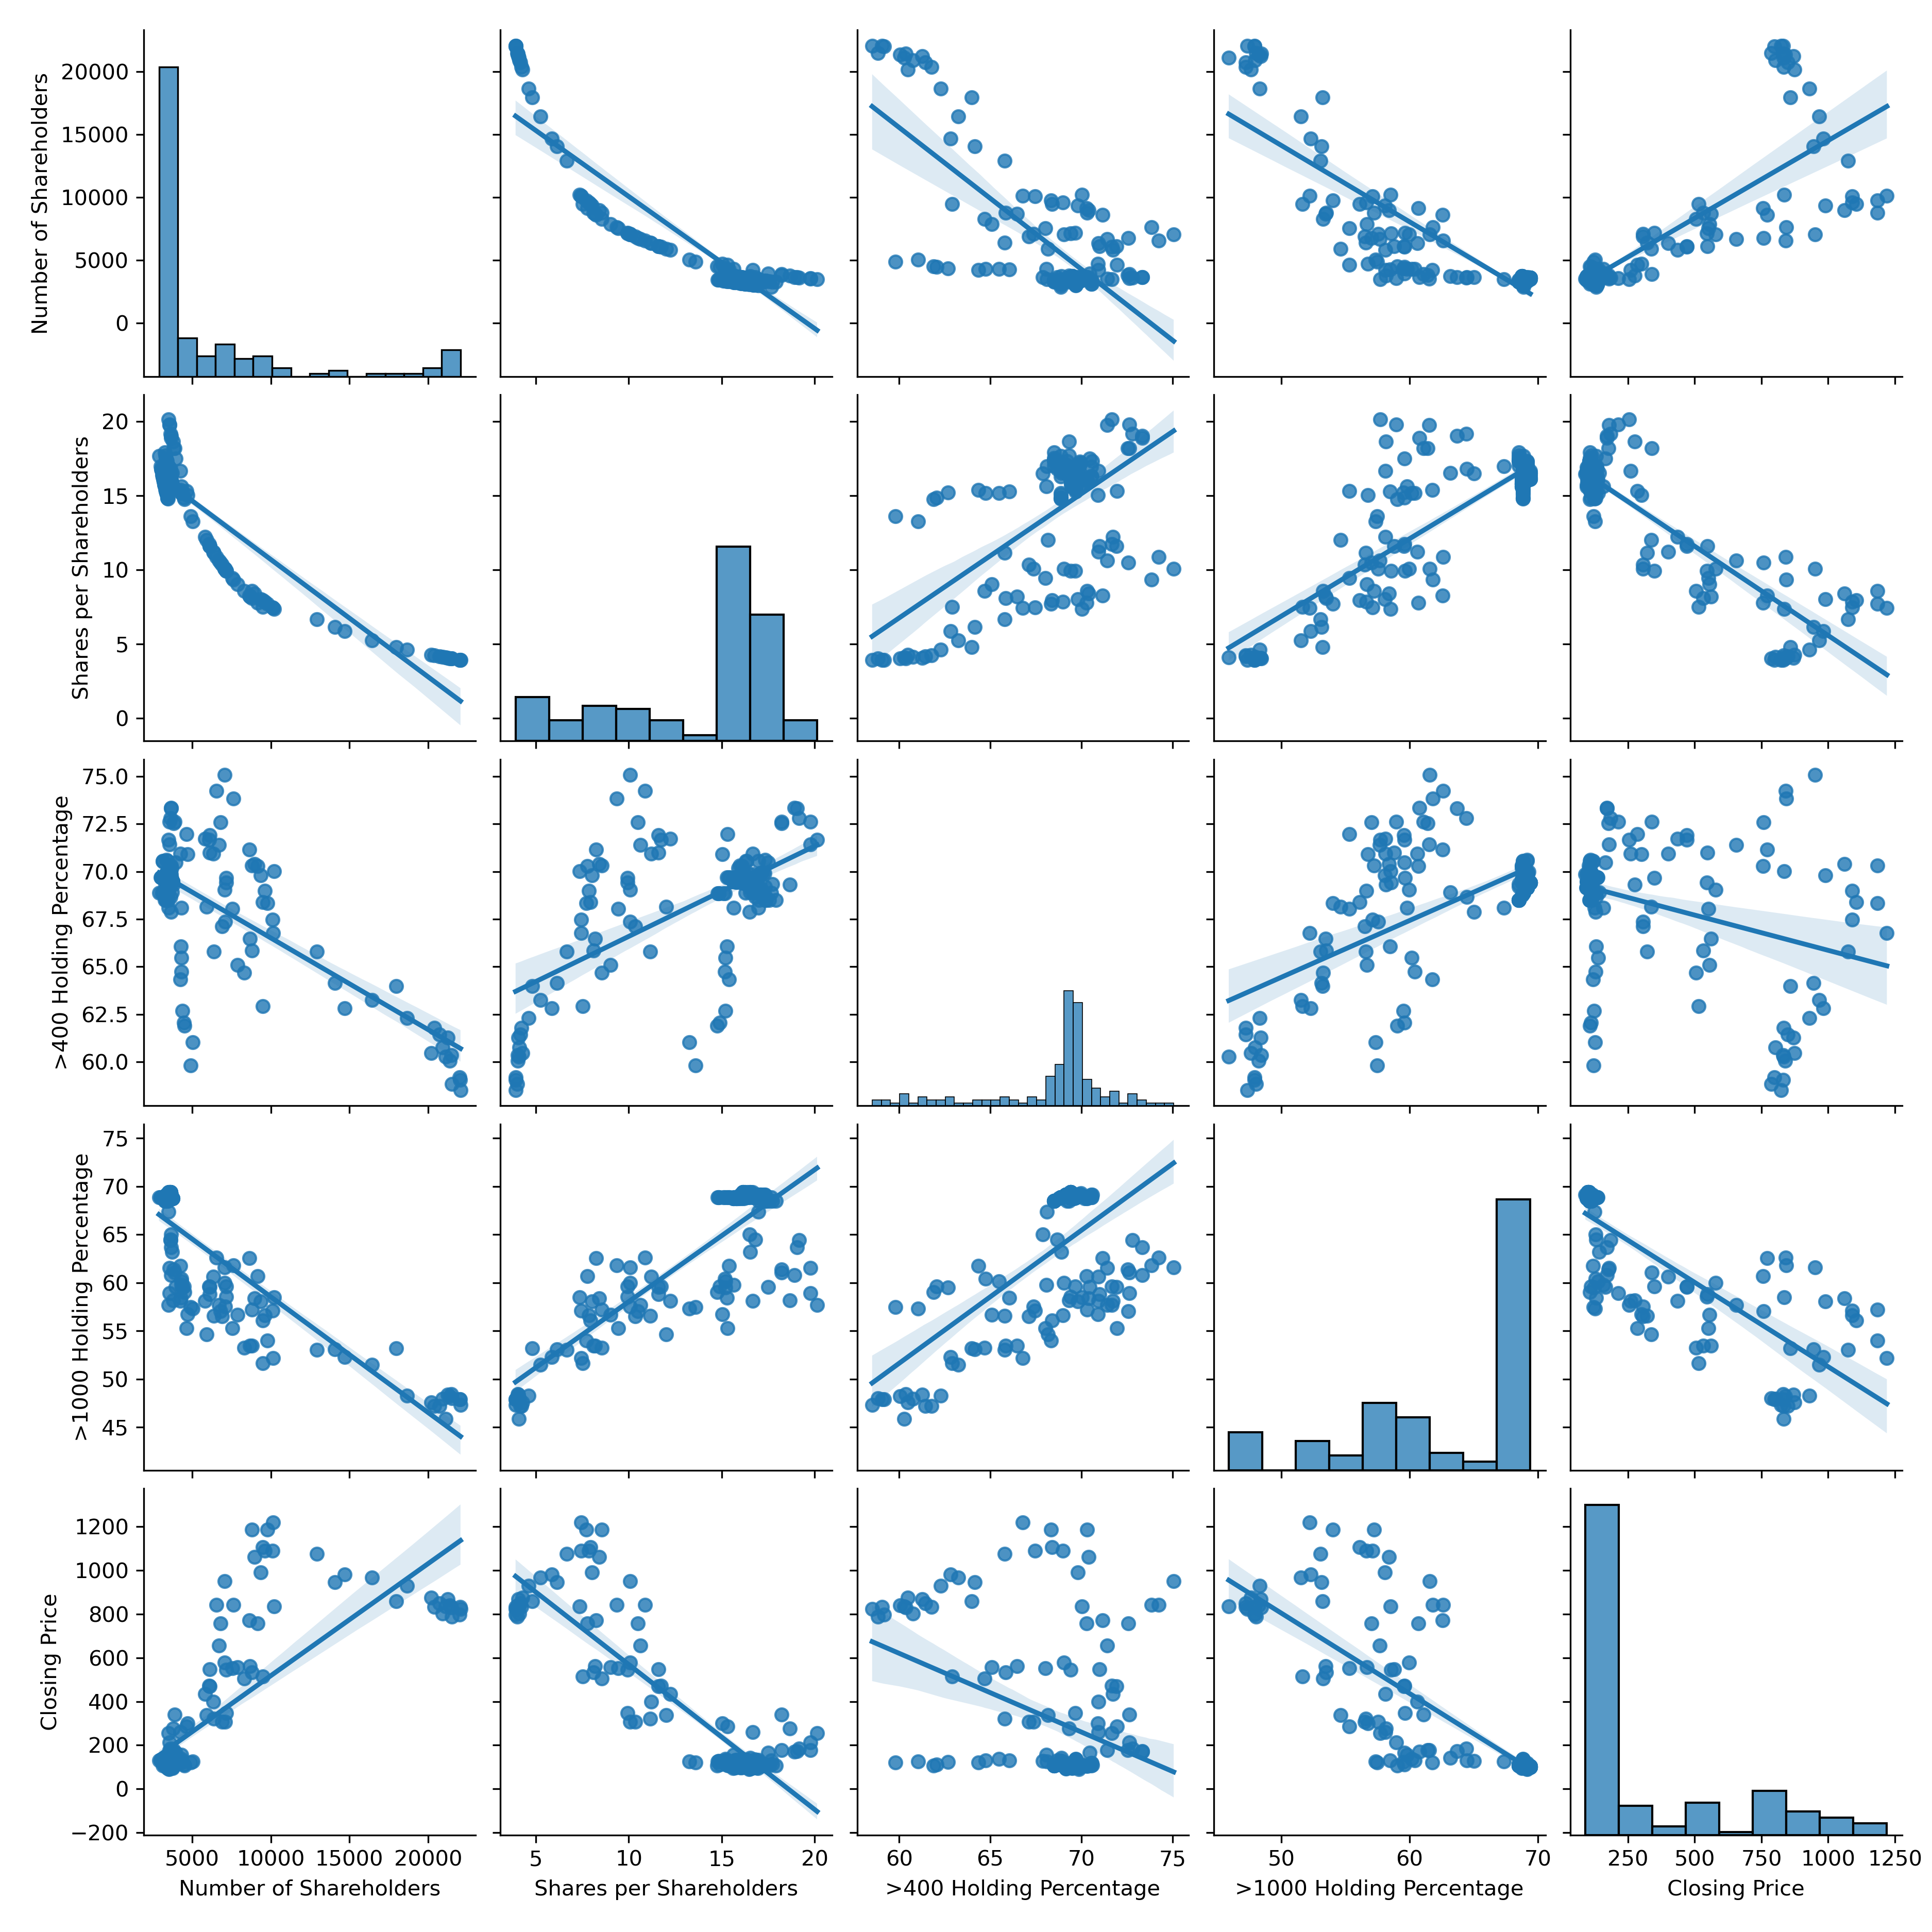 Number of Shareholders
20000
15000
10000
5000
0
Shares per Shareholders
20
15
10
5
0
>400 Holding Percentage
75.0
72.5
70.0
67.5
65.0
62.5
60.0
>1000 Holding Percentage
75
70
65
60
55
50
45
Closing Price
1200
1000
800
600
400
200
0
−200
5000 10000 15000 20000
5 10 15 20
60 65 70 75
50 60 70
250 500 750 1000 1250
Number of Shareholders
Shares per Shareholders
>400 Holding Percentage
>1000 Holding Percentage
Closing Price